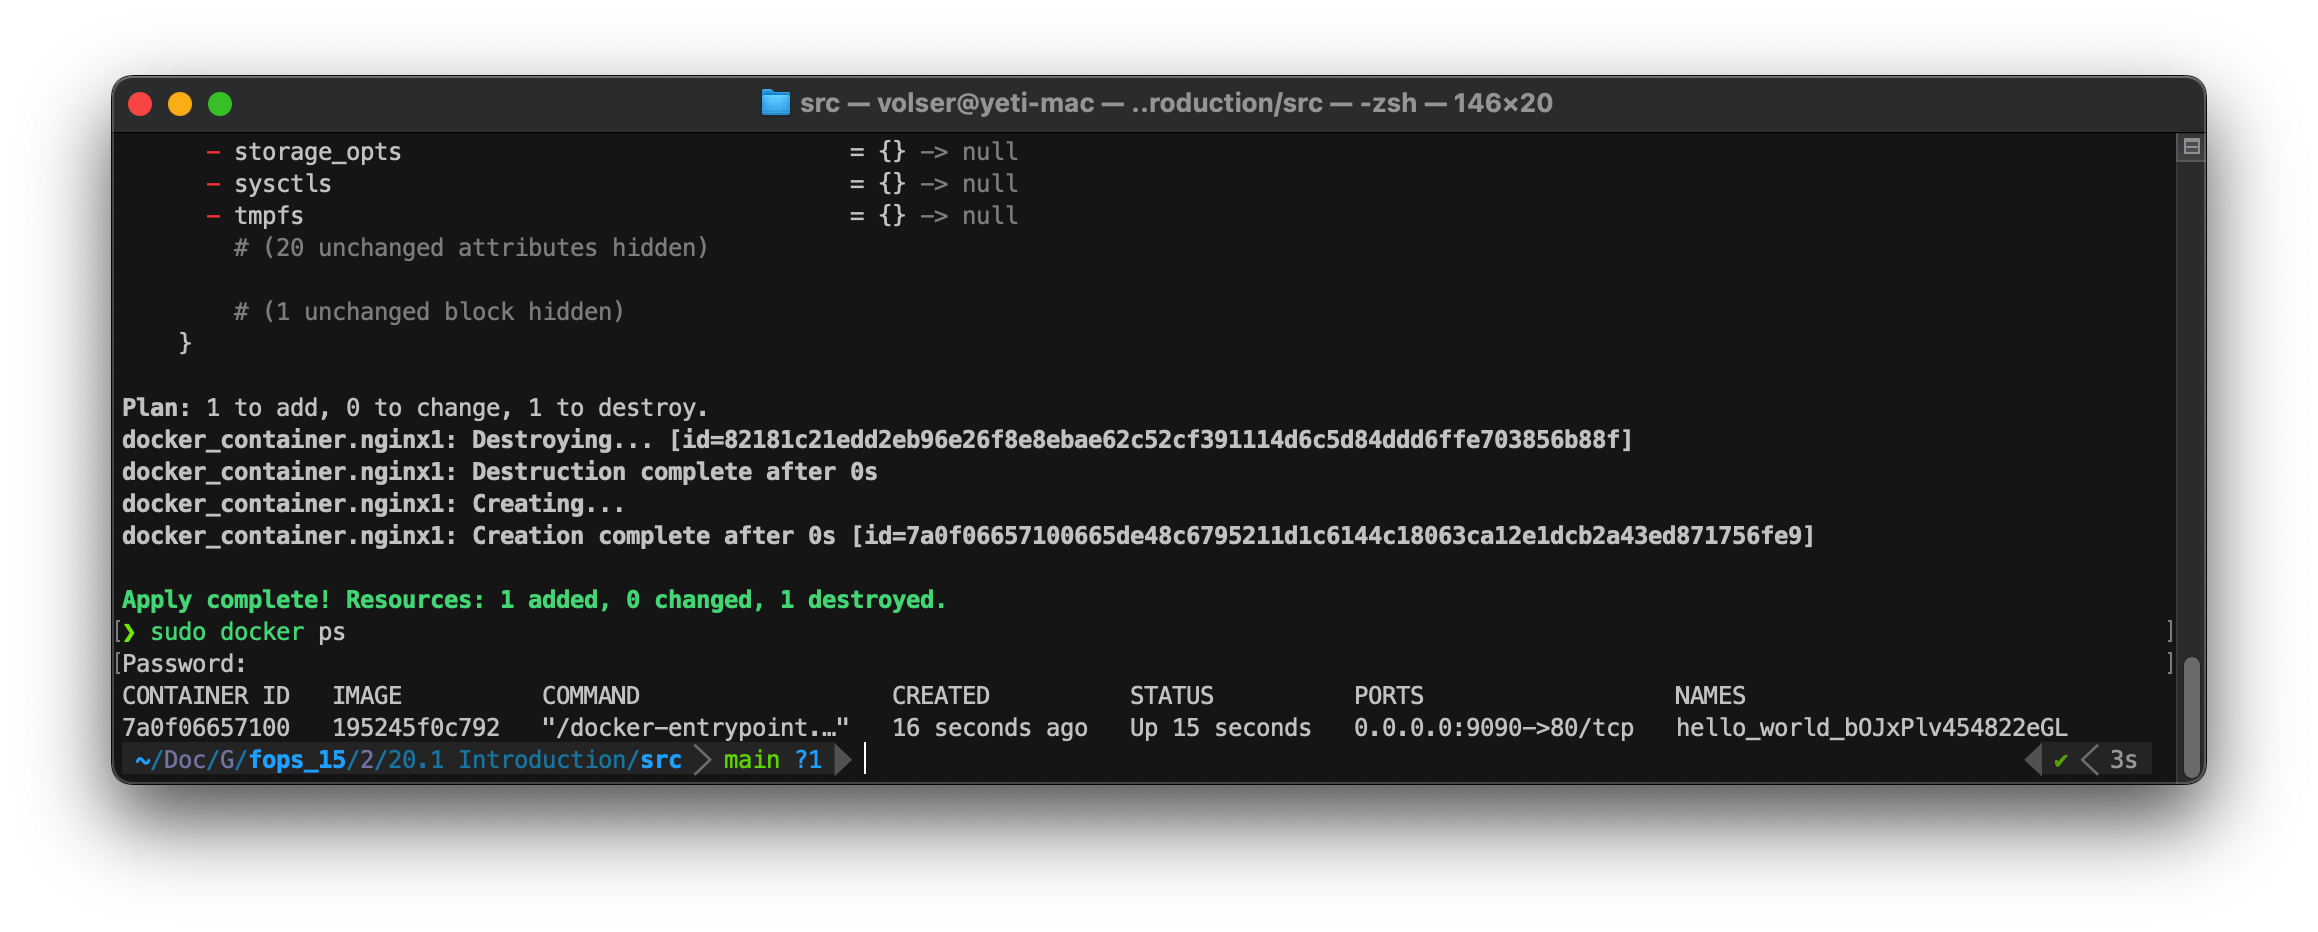 src — volser@yeti-mac — ..roduction/src — -zsh — 146×20
- storage_opts = {} -> null
- sysctls = {} -> null
- tmpfs = {} -> null
# (20 unchanged attributes hidden)
# (1 unchanged block hidden)
}
Plan: 1 to add, 0 to change, 1 to destroy.
docker_container.nginx1: Destroying... [id=82181c21edd2eb96e26f8e8ebae62c52cf391114d6c5d84ddd6ffe703856b88f]
docker_container.nginx1: Destruction complete after 0s
docker_container.nginx1: Creating...
docker_container.nginx1: Creation complete after 0s [id=7a0f06657100665de48c6795211d1c6144c18063ca12e1dcb2a43ed871756fe9]
Apply complete! Resources: 1 added, 0 changed, 1 destroyed.
[❯ sudo docker ps ]
[Password: ]
CONTAINER ID IMAGE COMMAND CREATED STATUS PORTS NAMES
7a0f06657100 195245f0c792 "/docker-entrypoint.…" 16 seconds ago Up 15 seconds 0.0.0.0:9090->80/tcp hello_world_bOJxPlv454822eGL
~/Doc/G/fops_15/2/20.1 Introduction/src main ?1 ✔ 3s